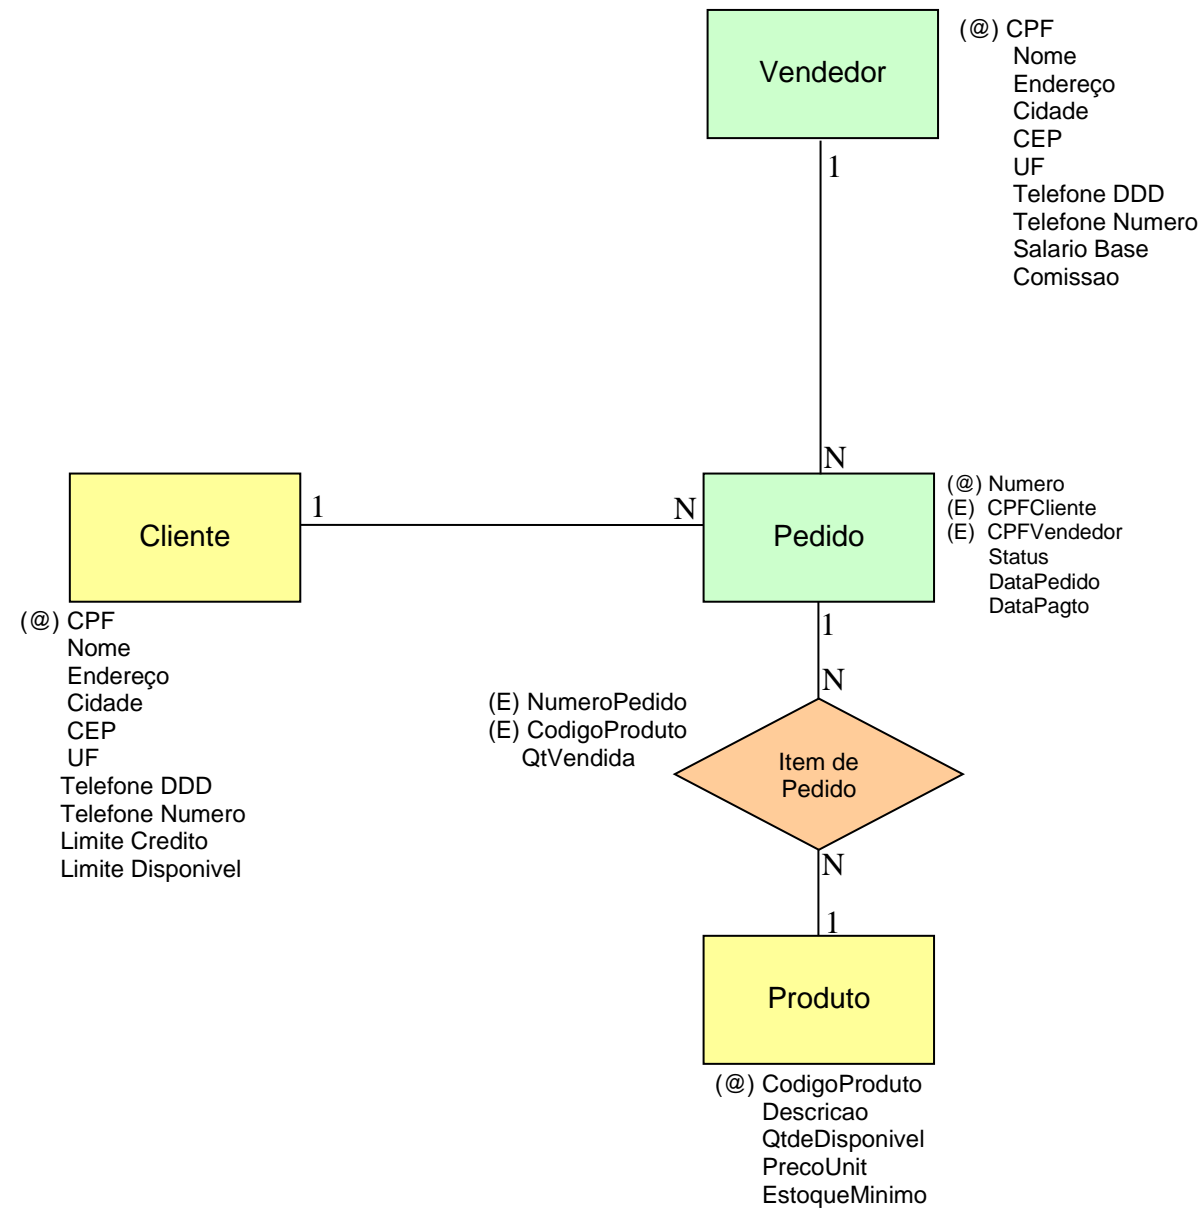 Vendedor
(@) CPF
Nome
Endereço
Cidade
CEP
UF
Telefone DDD
Telefone Numero
Salario Base
Comissao
1
N
Cliente
1
N
Pedido
(@) Numero
(E) CPFCliente
(E) CPFVendedor
Status
DataPedido
DataPagto
(@) CPF
Nome
Endereço
Cidade
CEP
UF
Telefone DDD
Telefone Numero
Limite Credito
Limite Disponivel
1
N
(E) NumeroPedido
(E) CodigoProduto
QtVendida
Item de
Pedido
N
1
Produto
(@) CodigoProduto
Descricao
QtdeDisponivel
PrecoUnit
EstoqueMinimo